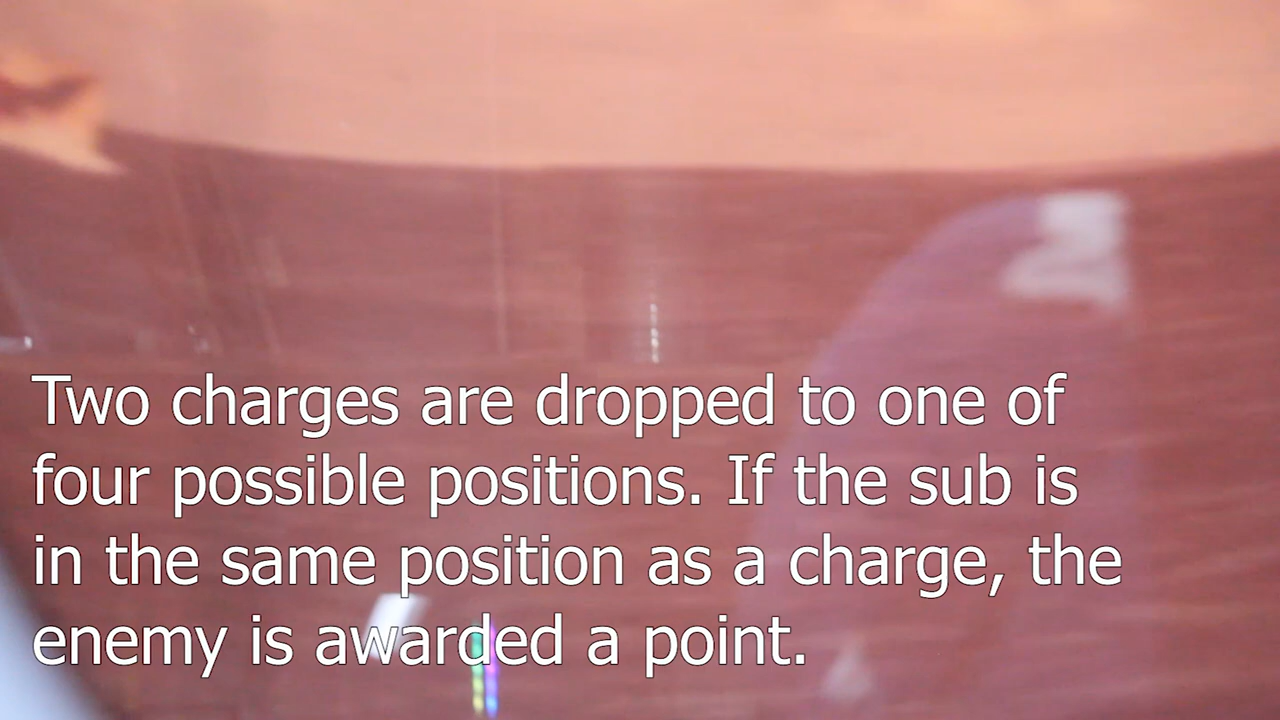 Two charges are dropped to one of
four possible positions. If the sub is
in the same position as a charge, the
enemy is awarded a point.